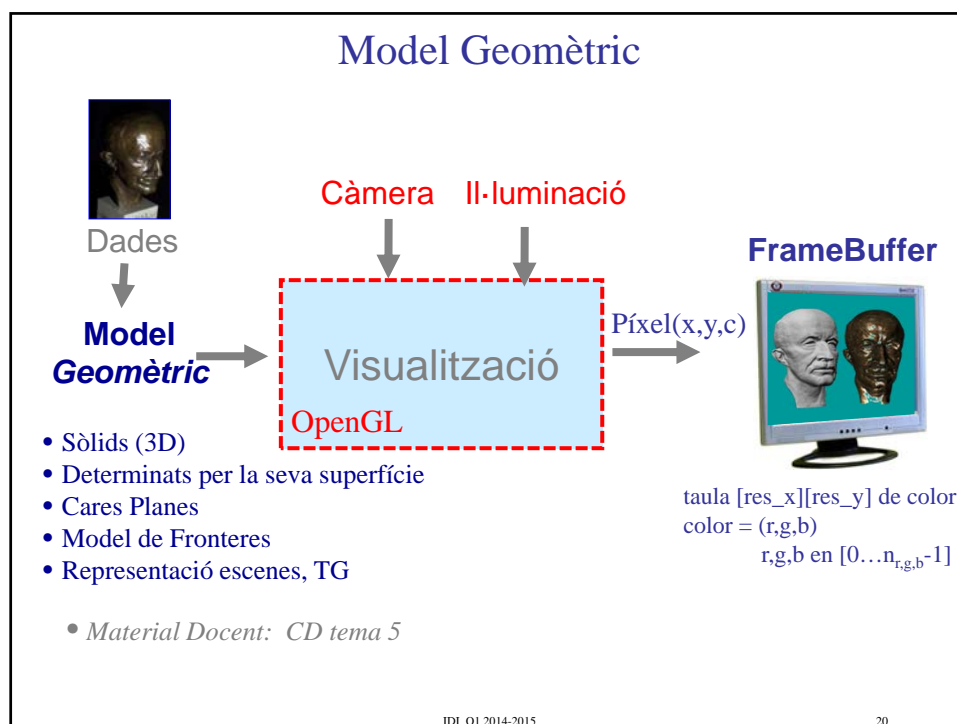 Model Geomètric
Dades
Càmera Il·luminació
FrameBuffer
Model
Geomètric
Visualització
OpenGL
Píxel(x,y,c)
• Sòlids (3D)
• Determinats per la seva superfície
• Cares Planes
• Model de Fronteres
• Representació escenes, TG
taula [res_x][res_y] de color
color = (r,g,b)
r,g,b en [0…nr,g,b-1]
• Material Docent: CD tema 5
IDI Q1 2014-2015
20